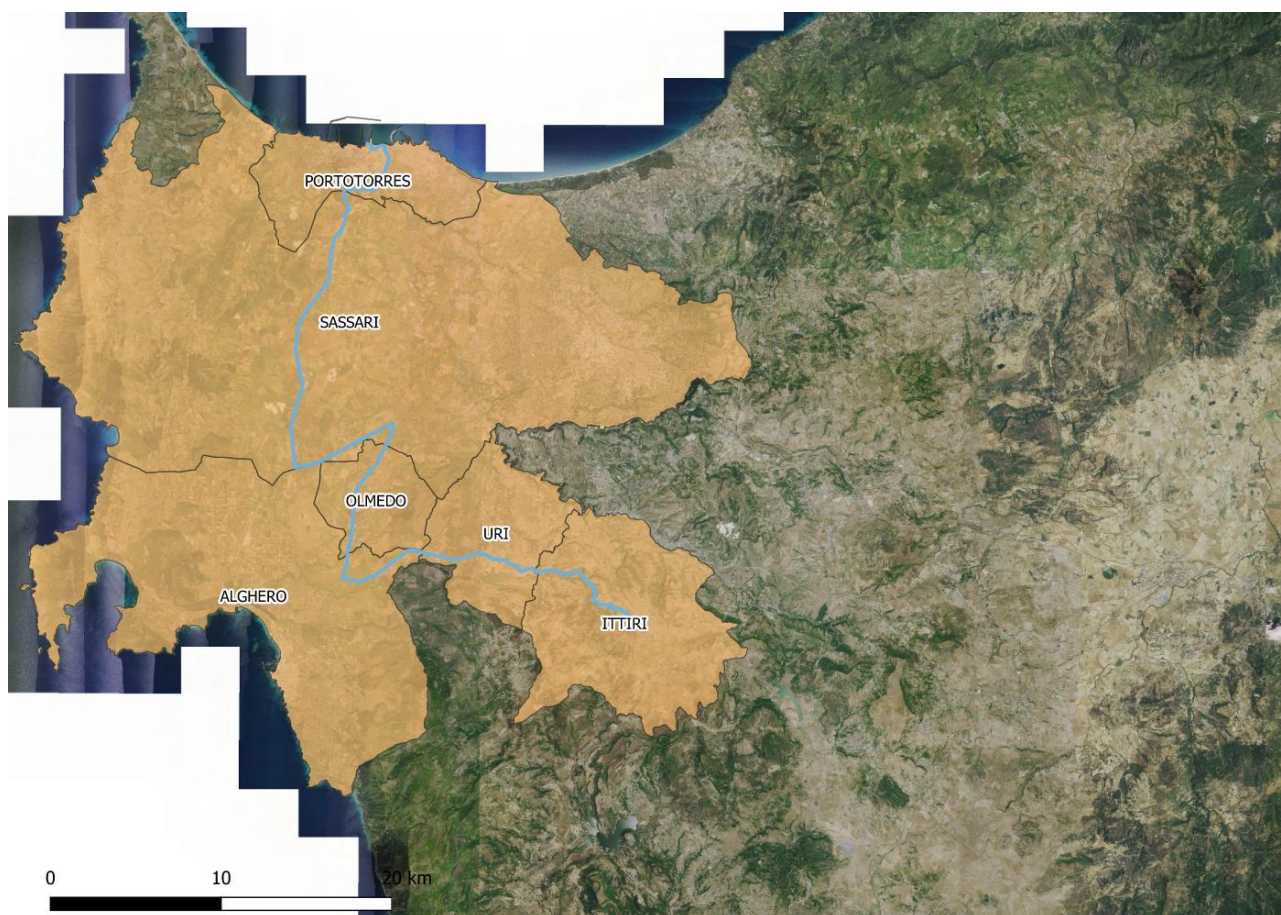 PORTOTORRES
SASSARI
OLMEDO
URI
ALGHERO
ITTIRI
0 10 20 km